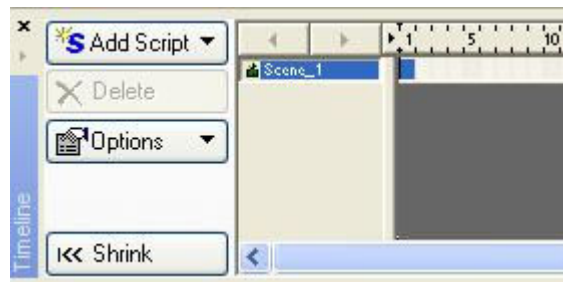 Add Script
Delete
Options
Shrink
Timeline
1 5 10
Scene_1